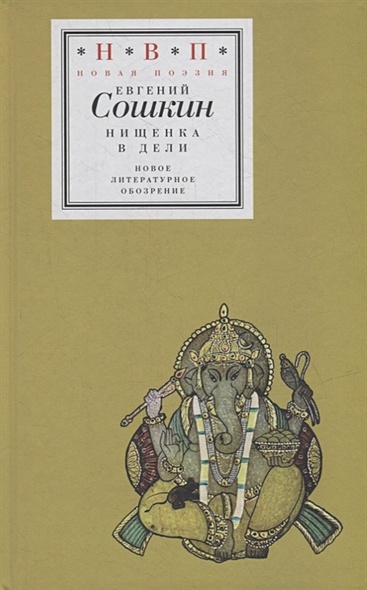 * Н * В * П *
НОВАЯ ПОЭЗИЯ
ЕВГЕНИЙ
Сошкин
НИЩЕНКА
В ДЕЛИ
НОВОЕ
ЛИТЕРАТУРНОЕ
ОБОЗРЕНИЕ